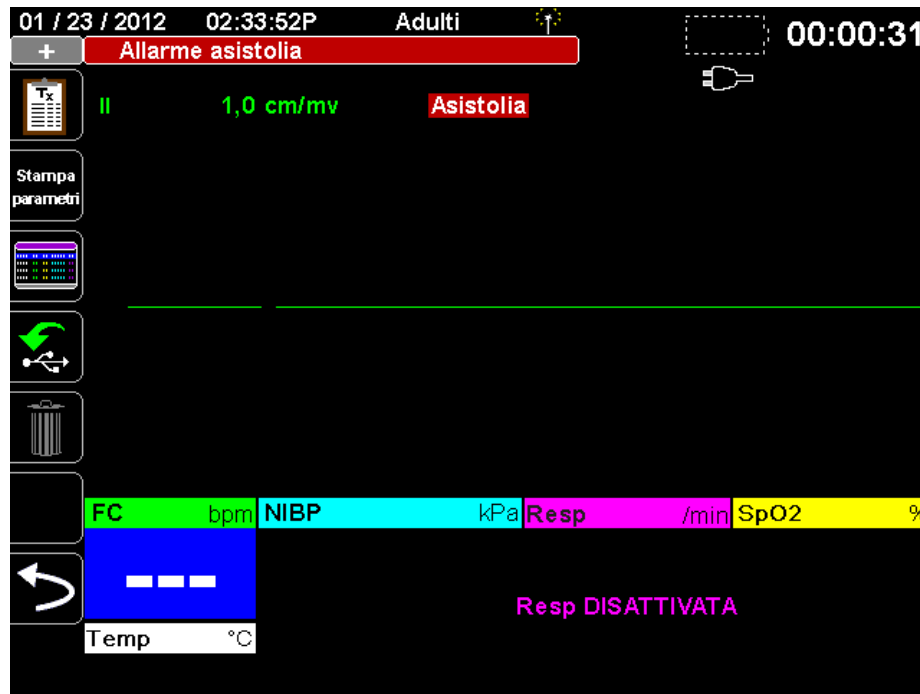 01 / 23 / 2012 02:33:52P Adulti 00:00:31
+ Allarme asistolia
Tx
II 1,0 cm/mv Asistolia
Stampa
parametri
FC bpm NIBP kPa Resp /min SpO2 %
--- Resp DISATTIVATA
Temp °C